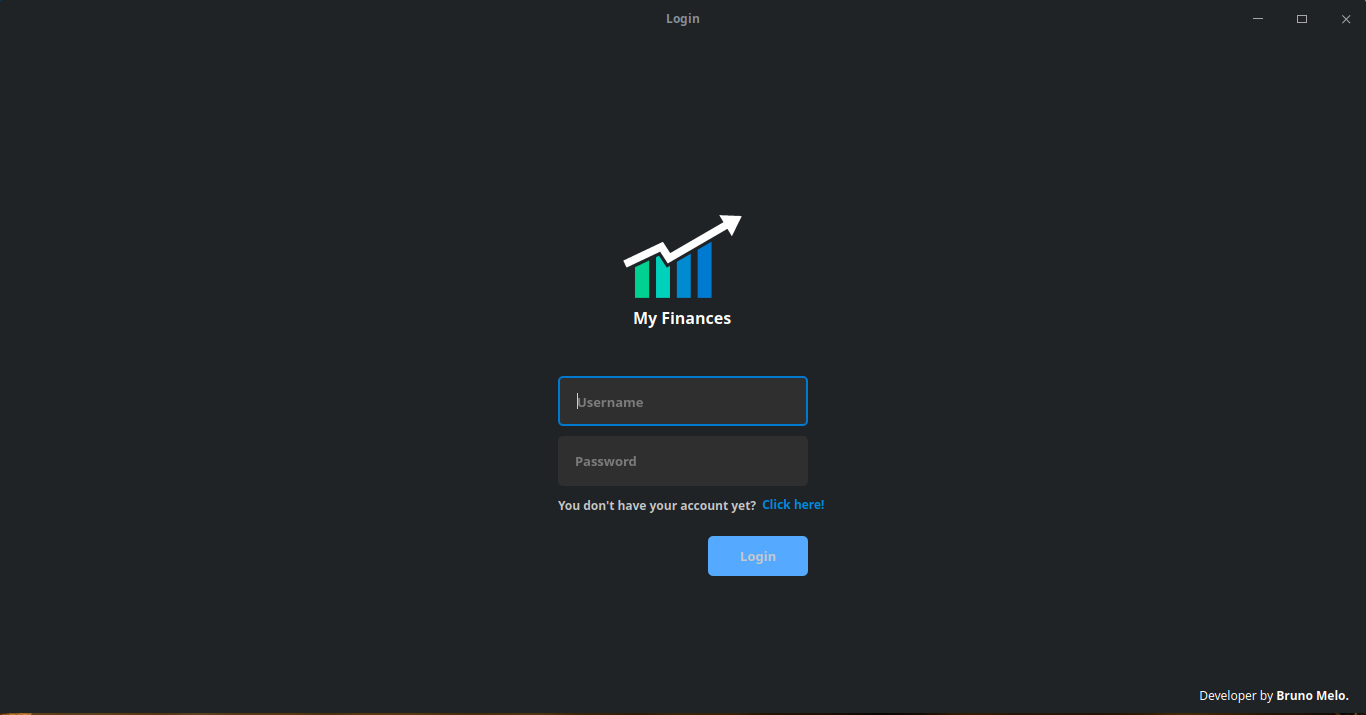 Login
My Finances
Username
Password
You don't have your account yet? Click here!
Login
Developer by Bruno Melo.